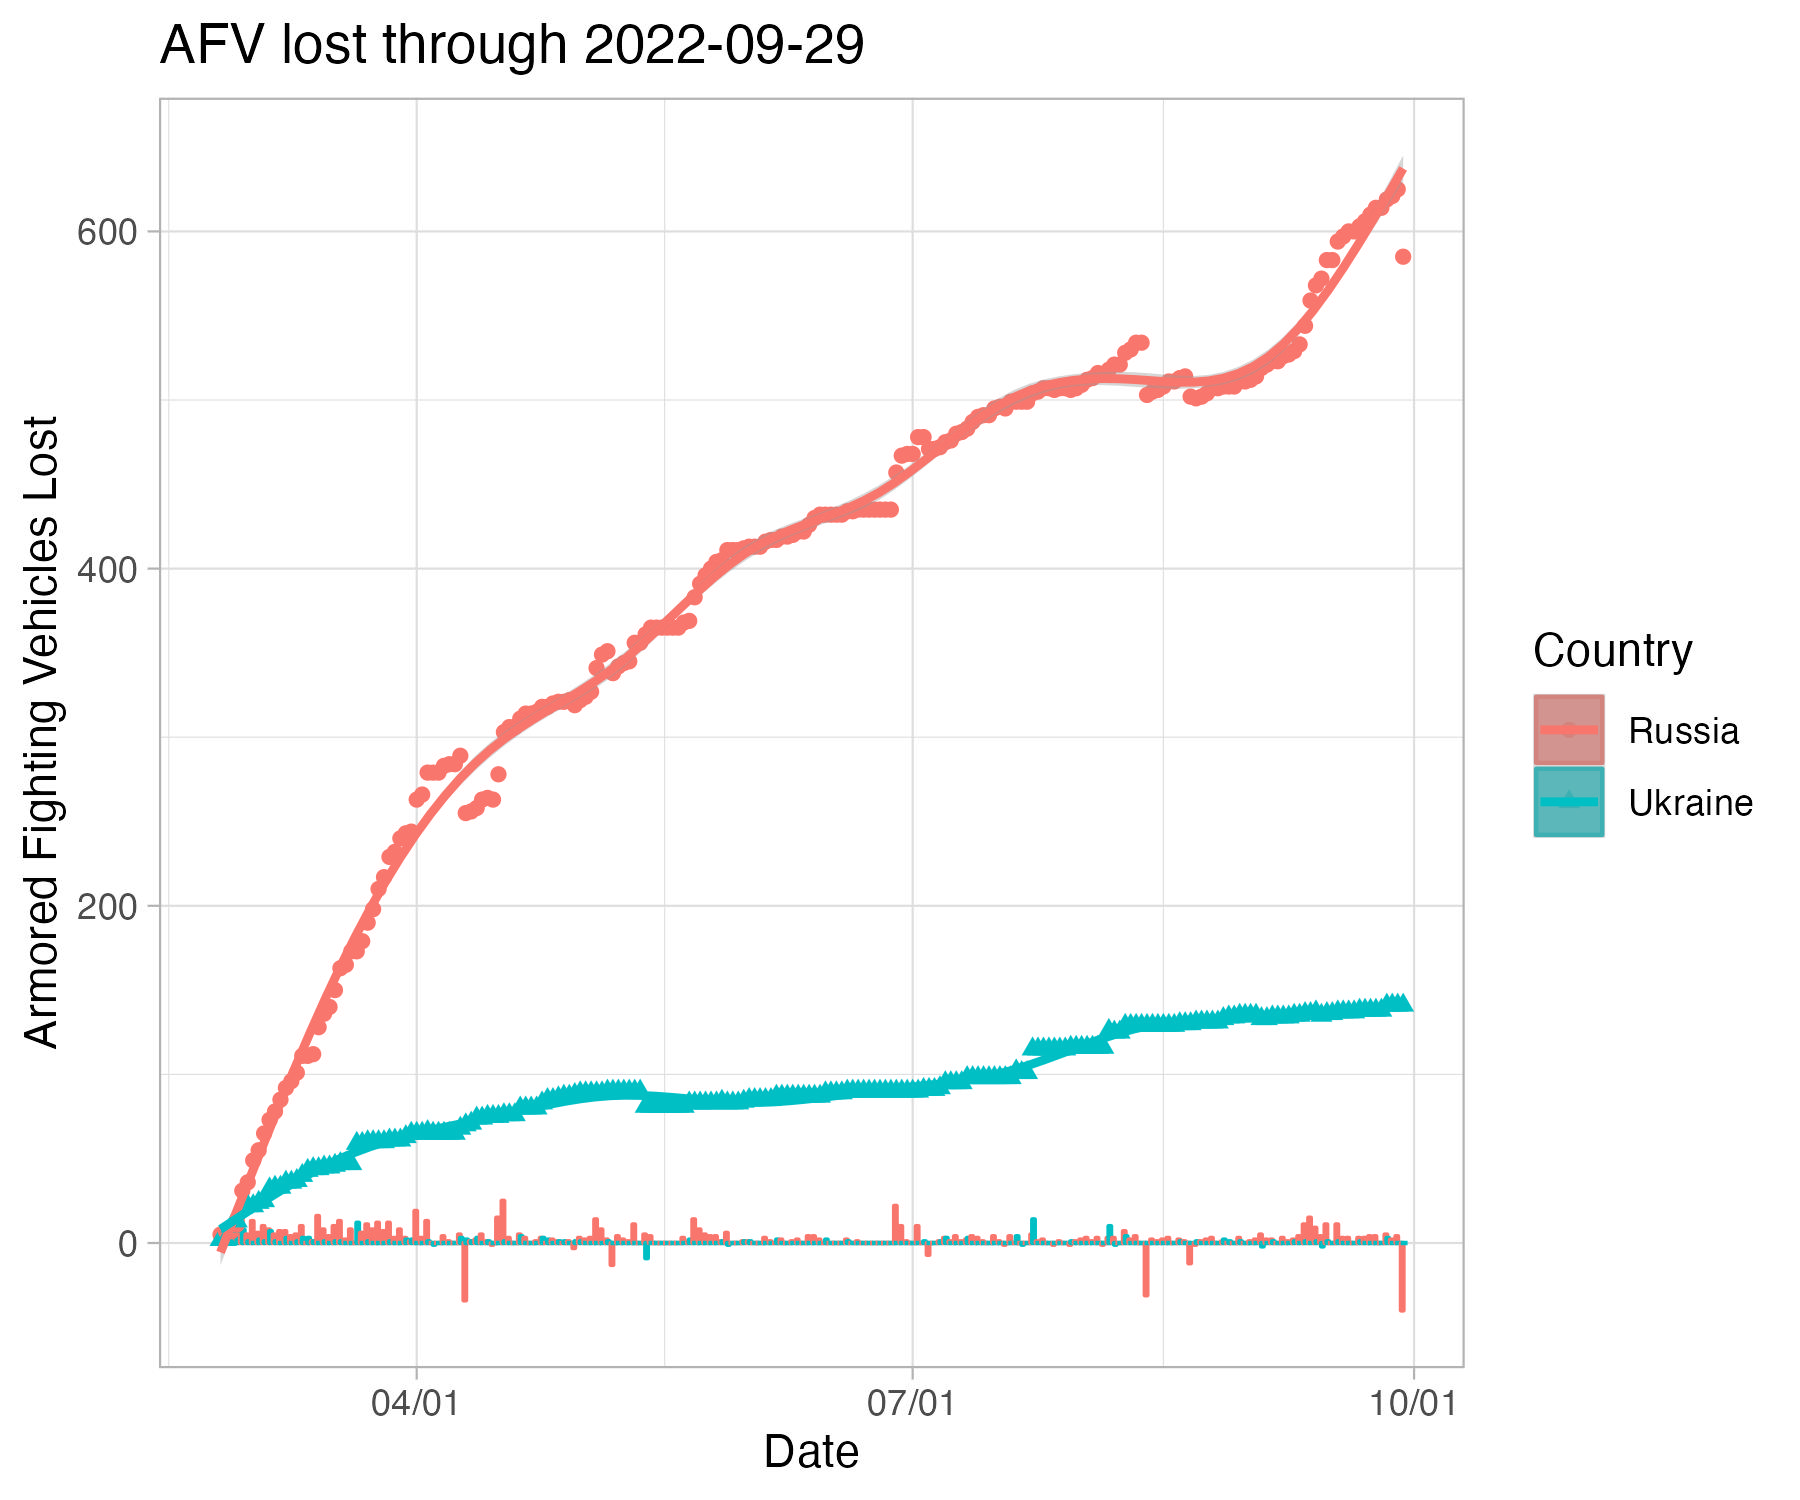 AFV lost through 2022-09-29
Armored Fighting Vehicles Lost
600
400
200
0
04/01
07/01
10/01
Date
Country
Russia
Ukraine